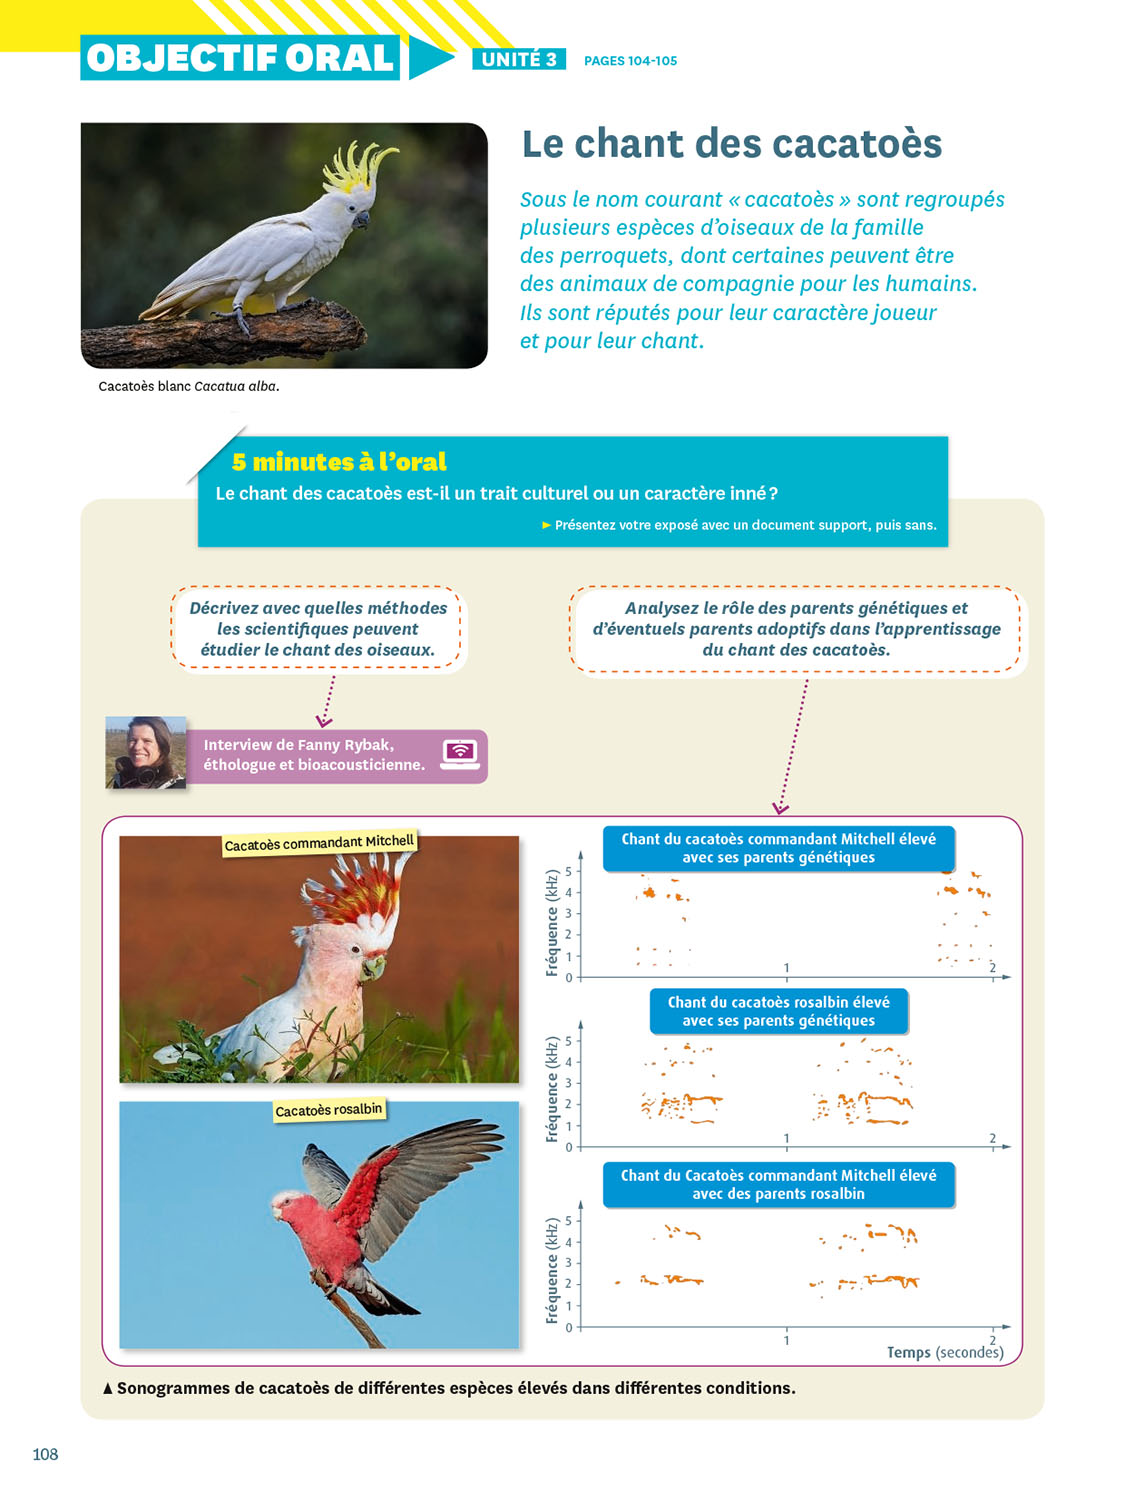 OBJECTIF ORAL
UNITÉ 3
PAGES 104-105
Le chant des cacatoès
Sous le nom courant « cacatoès » sont regroupés
plusieurs espèces d’oiseaux de la famille
des perroquets, dont certaines peuvent être
des animaux de compagnie pour les humains.
Ils sont réputés pour leur caractère joueur
et pour leur chant.
Cacatoès blanc Cacatua alba.
5 minutes à l’oral
Le chant des cacatoès est-il un trait culturel ou un caractère inné ?
► Présentez votre exposé avec un document support, puis sans.
Décrivez avec quelles méthodes
les scientifiques peuvent
étudier le chant des oiseaux.
Analysez le rôle des parents génétiques et
d’éventuels parents adoptifs dans l’apprentissage
du chant des cacatoès.
Interview de Fanny Rybak,
éthologue et bioacousticienne.
Cacatoès commandant Mitchell
Chant du cacatoès commandant Mitchell élevé
avec ses parents génétiques
Fréquence (kHz)
5
4
3
2
1
0
1
2
Chant du cacatoès rosalbin élevé
avec ses parents génétiques
Fréquence (kHz)
5
4
3
2
1
0
1
2
Cacatoès rosalbin
Chant du Cacatoès commandant Mitchell élevé
avec des parents rosalbin
Fréquence (kHz)
5
4
3
2
1
0
1
2
Temps (secondes)
▲ Sonogrammes de cacatoès de différentes espèces élevés dans différentes conditions.
108